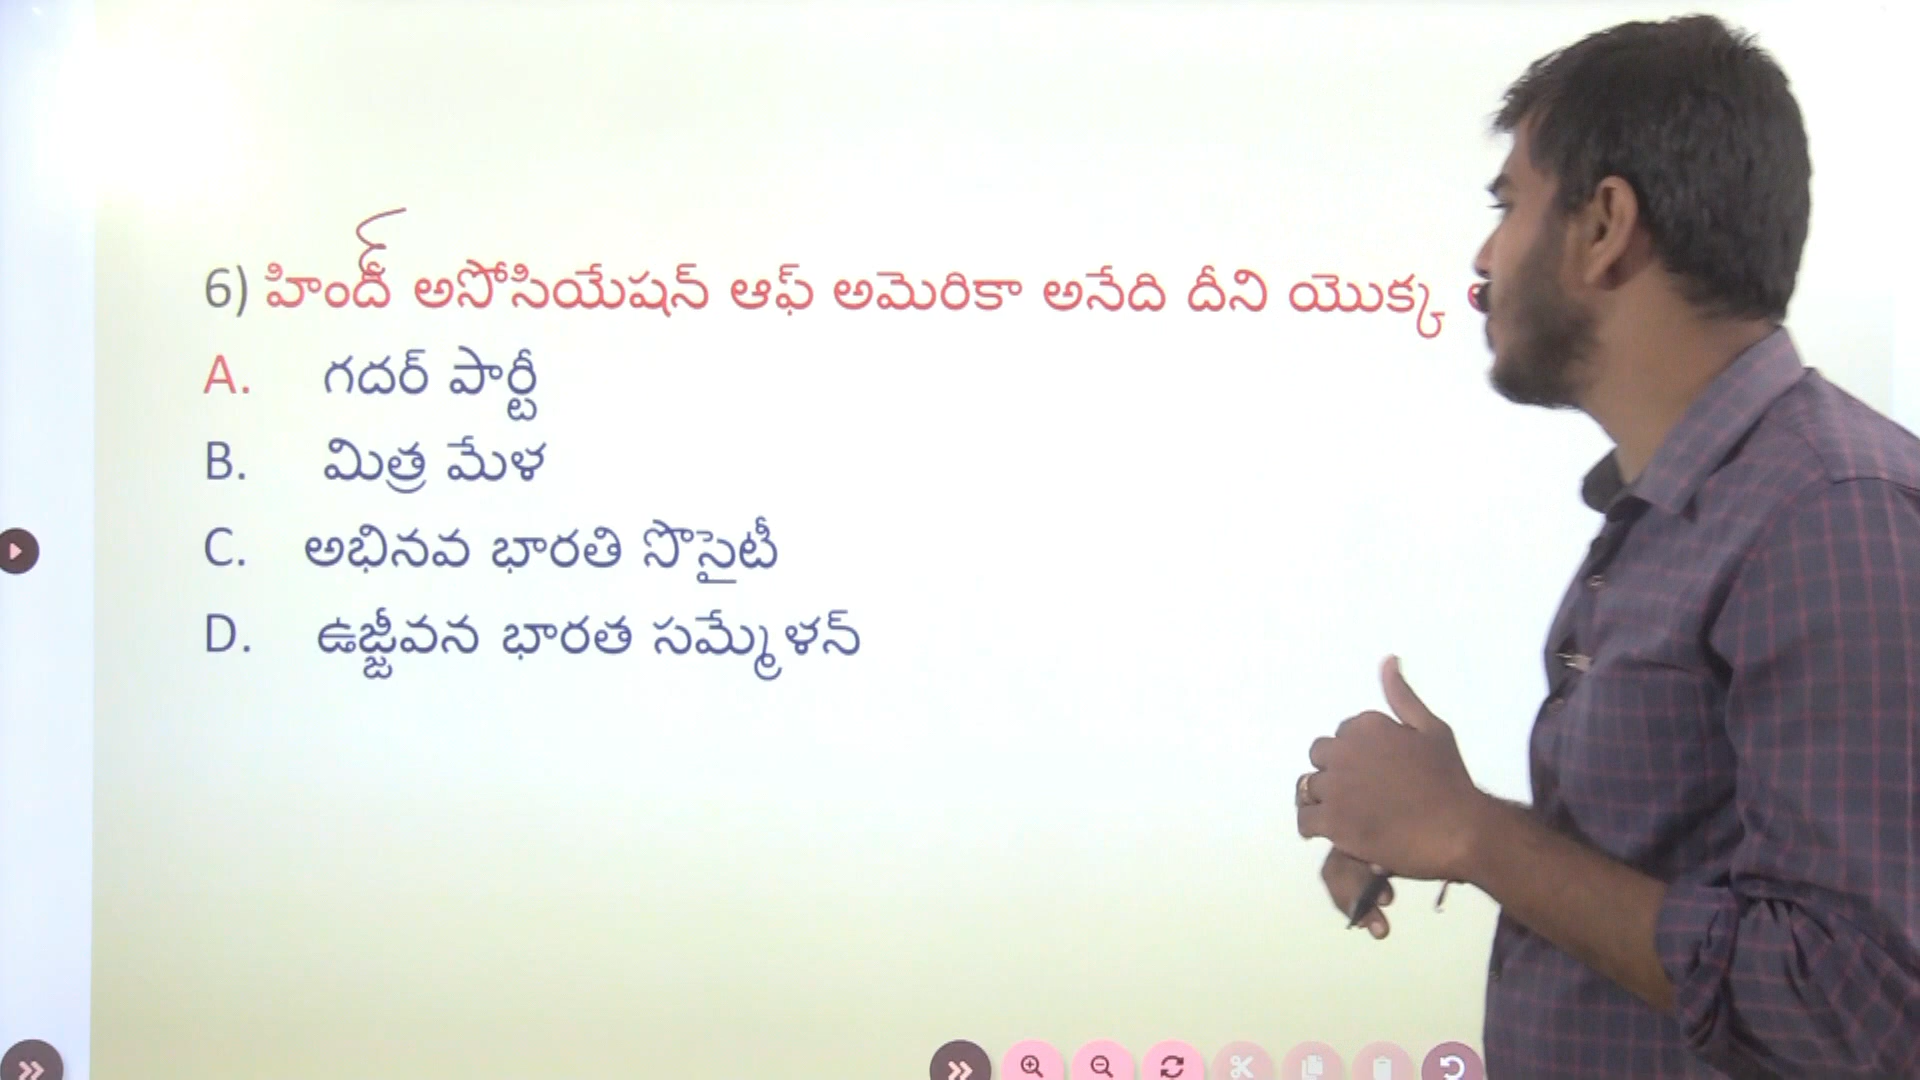 6) హిందీ అసోసియేషన్ ఆఫ్ అమెరికా అనేది దీని యొక్క
A. గదర్ పార్టీ
B. మిత్ర మేళ
C. అభినవ భారతి సొసైటీ
D. ఉజ్జీవన భారత సమ్మేళన్